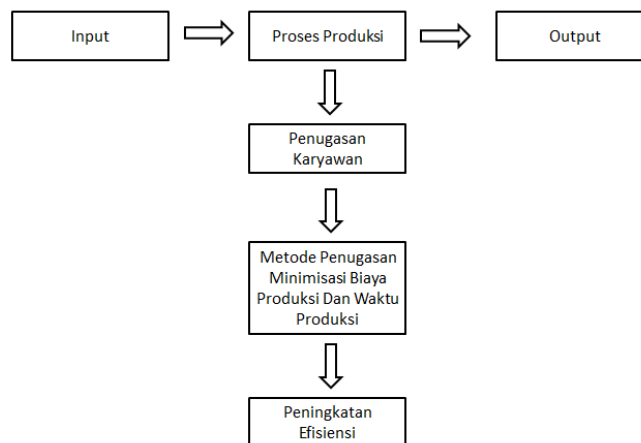 Input
Proses Produksi
Output
Penugasan
Karyawan
Metode Penugasan
Minimisasi Biaya
Produksi Dan Waktu
Produksi
Peningkatan
Efisiensi